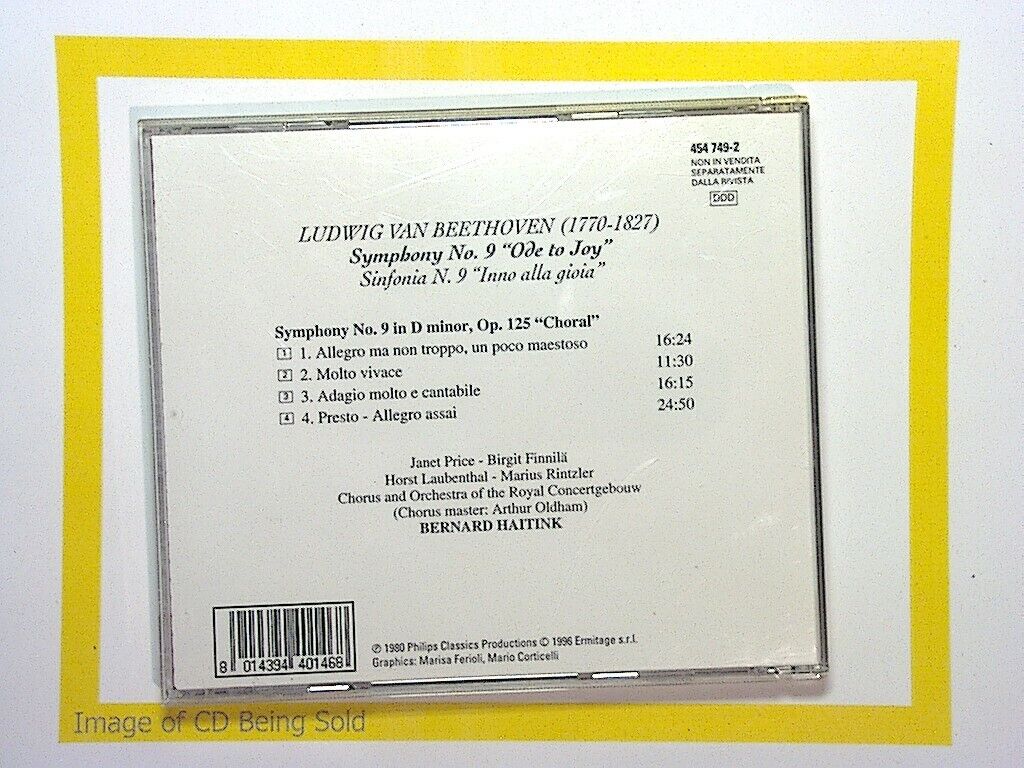 454 749-2
NON IN VENDITA
SEPARATAMENTE
DALLA RIVISTA
DDD
LUDWIG VAN BEETHOVEN (1770-1827)
Symphony No. 9 “Ode to Joy”
Sinfonia N. 9 “Inno alla gioia”
Symphony No. 9 in D minor, Op. 125 “Choral”
1 1. Allegro ma non troppo, un poco maestoso 16:24
2 2. Molto vivace 11:30
3 3. Adagio molto e cantabile 16:15
4 4. Presto - Allegro assai 24:50
Janet Price - Birgit Finnilä
Horst Laubenthal - Marius Rintzler
Chorus and Orchestra of the Royal Concertgebouw
(Chorus master: Arthur Oldham)
BERNARD HAITINK
8 014394 401468
℗ 1980 Philips Classics Productions © 1996 Ermitage s.r.l.
Graphics: Marisa Ferioli, Mario Corticelli
Image of CD Being Sold